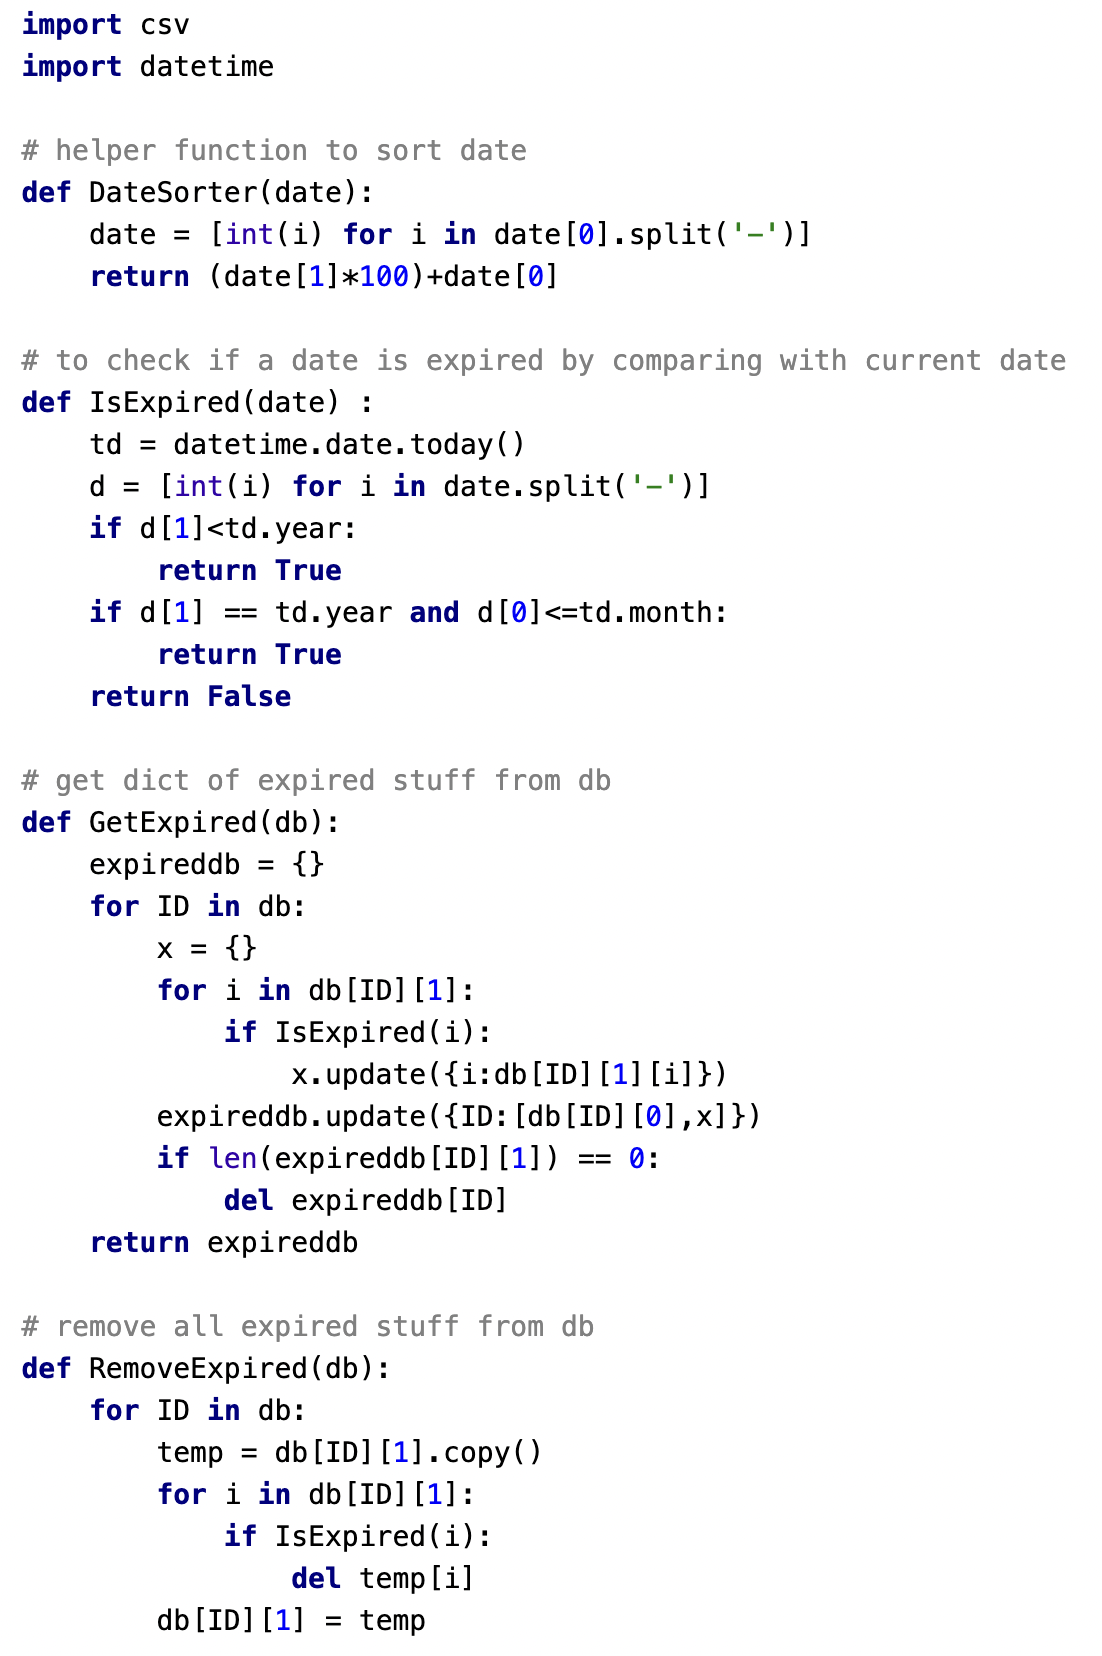 import csv
import datetime

# helper function to sort date
def DateSorter(date):
    date = [int(i) for i in date[0].split('-')]
    return (date[1]*100)+date[0]

# to check if a date is expired by comparing with current date
def IsExpired(date) :
    td = datetime.date.today()
    d = [int(i) for i in date.split('-')]
    if d[1]<td.year:
        return True
    if d[1] == td.year and d[0]<=td.month:
        return True
    return False

# get dict of expired stuff from db
def GetExpired(db):
    expireddb = {}
    for ID in db:
        x = {}
        for i in db[ID][1]:
            if IsExpired(i):
                x.update({i:db[ID][1][i]})
        expireddb.update({ID:[db[ID][0],x]})
        if len(expireddb[ID][1]) == 0:
            del expireddb[ID]
    return expireddb

# remove all expired stuff from db
def RemoveExpired(db):
    for ID in db:
        temp = db[ID][1].copy()
        for i in db[ID][1]:
            if IsExpired(i):
                del temp[i]
        db[ID][1] = temp